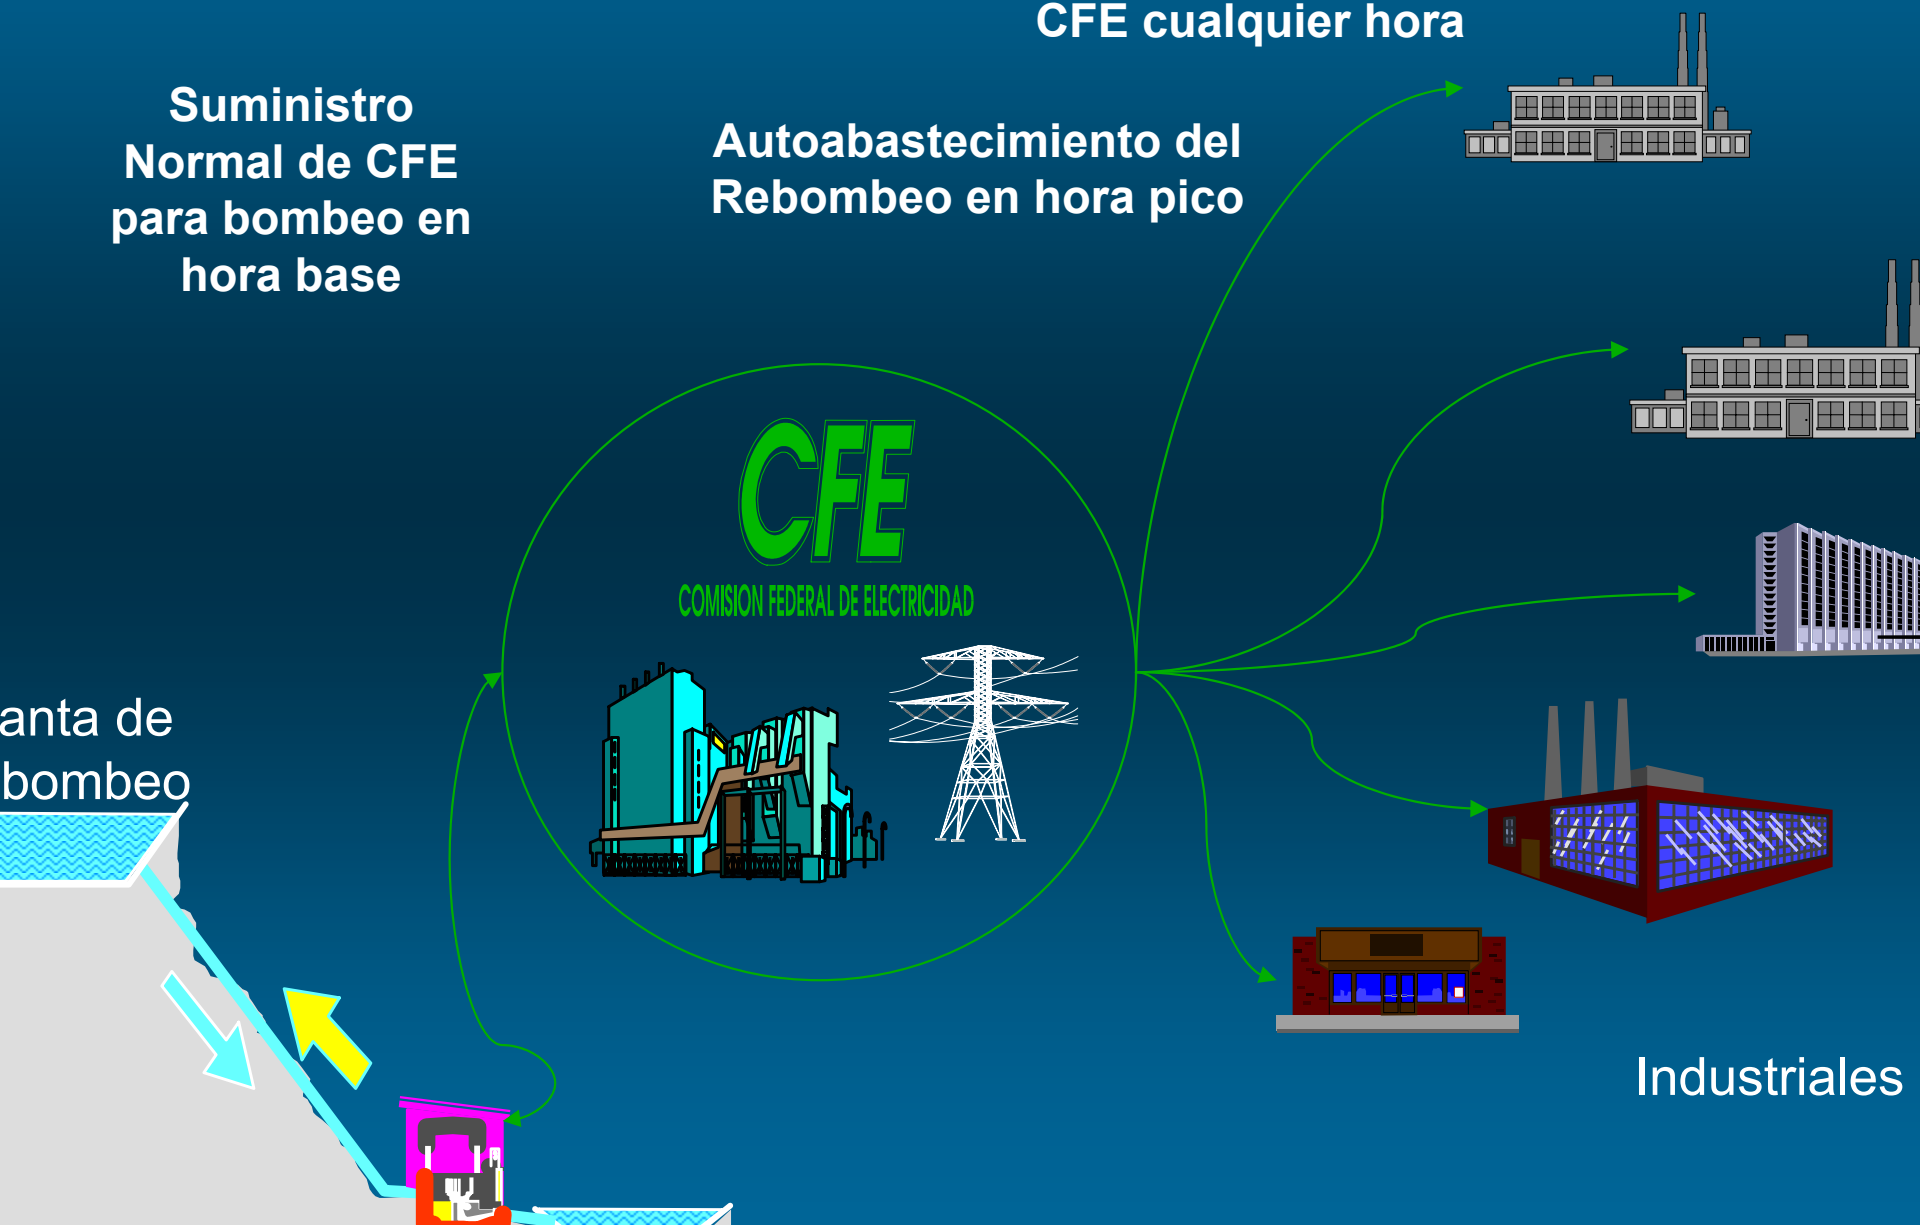 CFE cualquier hora
Suministro
Normal de CFE
para bombeo en
hora base
Autoabastecimiento del
Rebombeo en hora pico
CFE
COMISION FEDERAL DE ELECTRICIDAD
anta de
bombeo
Industriales